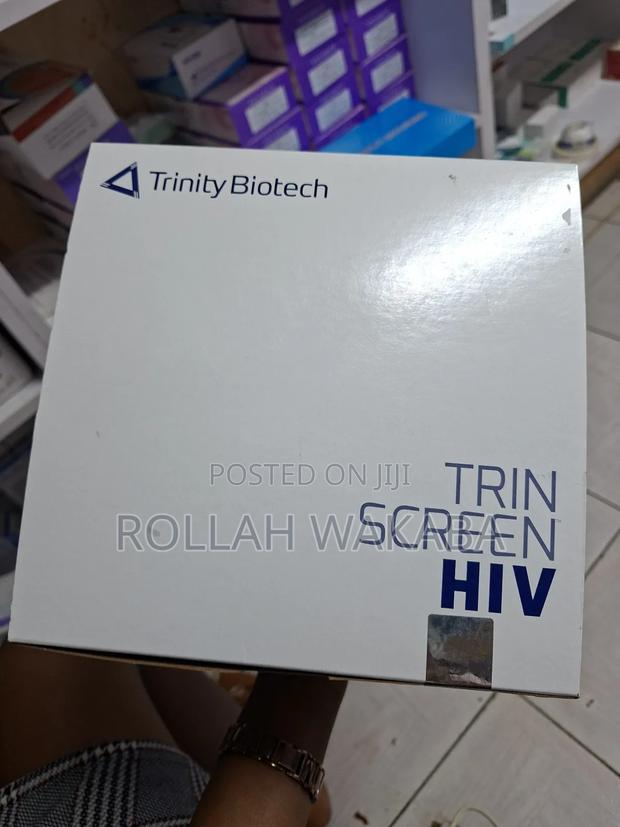 Trinity Biotech
POSTED ON JIJI
ROLLAH WAKABA
TRIN
SCREEN
HIV